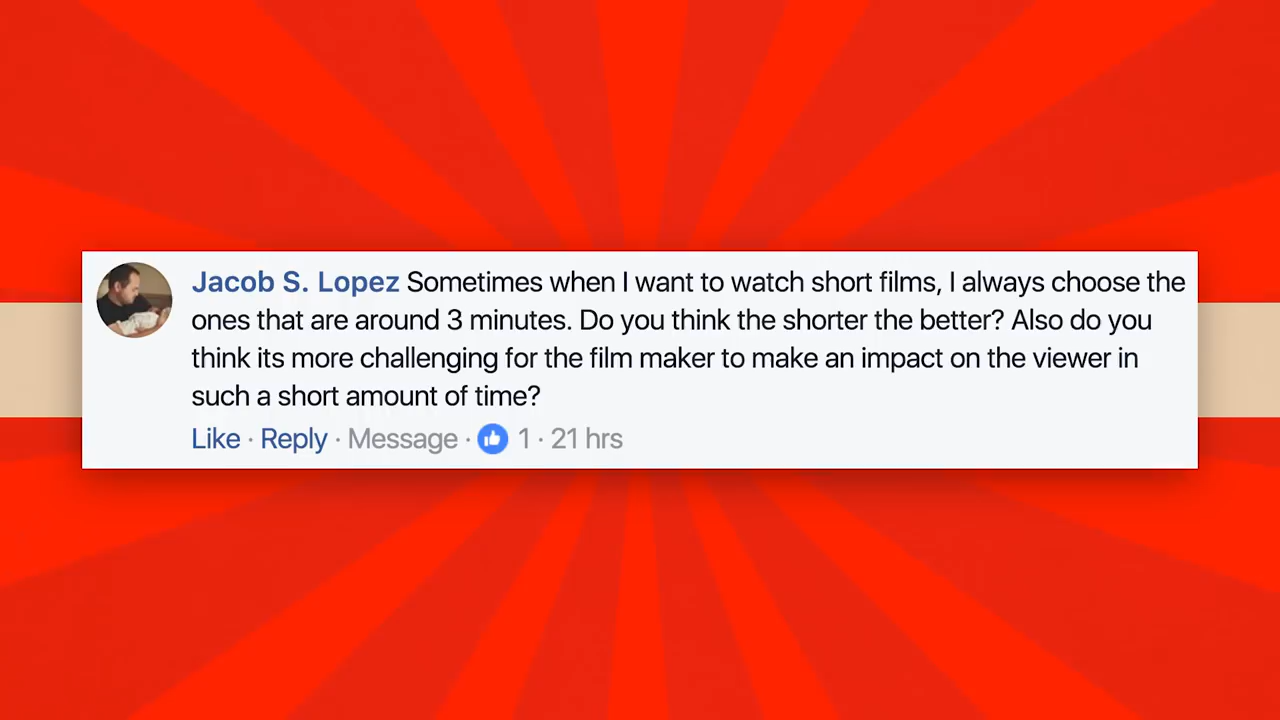 Jacob S. Lopez Sometimes when I want to watch short films, I always choose the
ones that are around 3 minutes. Do you think the shorter the better? Also do you
think its more challenging for the film maker to make an impact on the viewer in
such a short amount of time?
Like · Reply · Message · 1 · 21 hrs